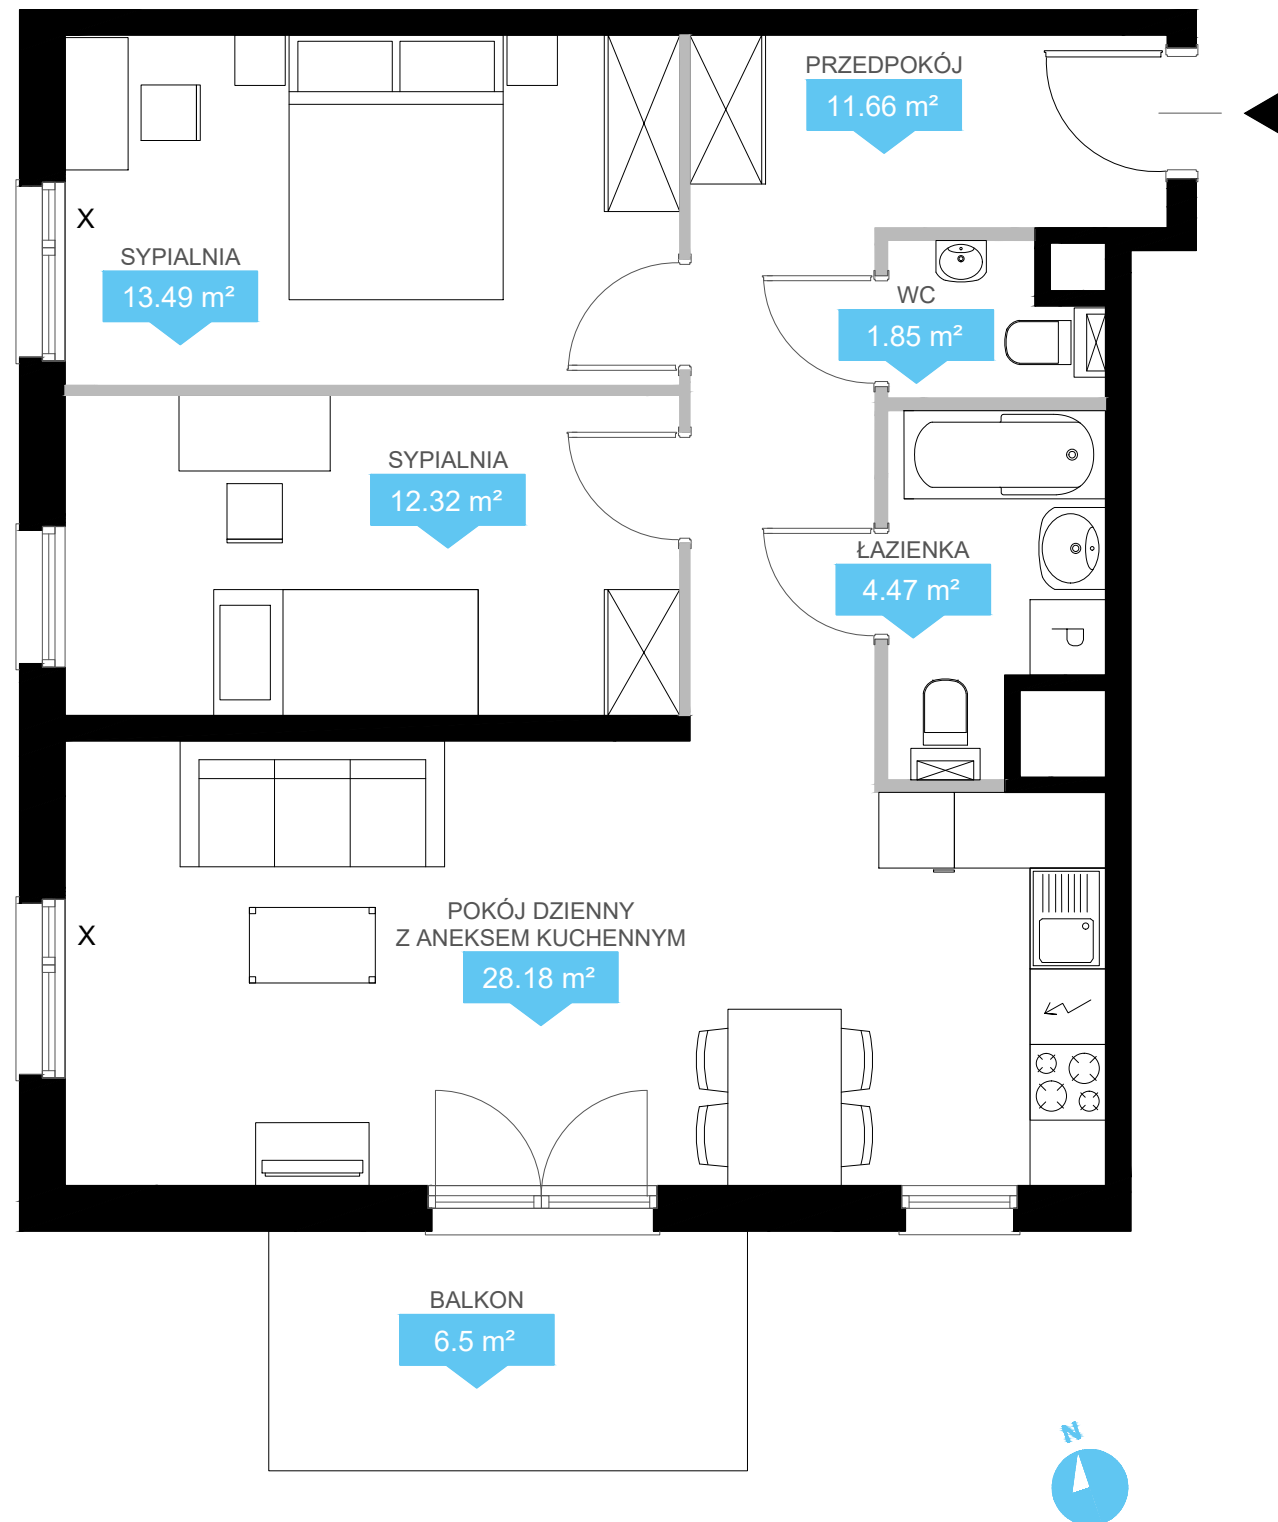 PRZEDPOKÓJ
11.66 m²
X
SYPIALNIA
13.49 m²
WC
1.85 m²
SYPIALNIA
12.32 m²
ŁAZIENKA
4.47 m²
P
POKÓJ DZIENNY
Z ANEKSEM KUCHENNYM
28.18 m²
X
BALKON
6.5 m²
N